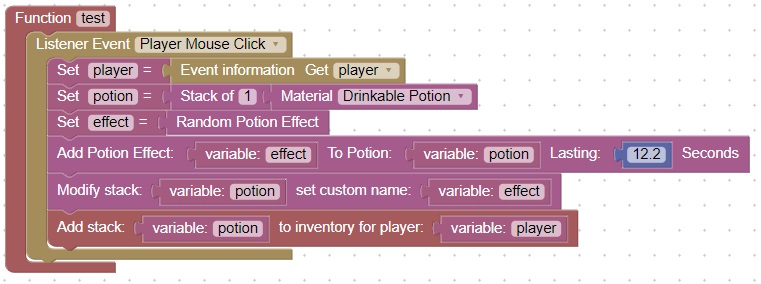 Function test
Listener Event Player Mouse Click
Set player = Event information Get player
Set potion = Stack of 1 Material Drinkable Potion
Set effect = Random Potion Effect
Add Potion Effect: variable: effect To Potion: variable: potion Lasting: 12.2 Seconds
Modify stack: variable: potion set custom name: variable: effect
Add stack: variable: potion to inventory for player: variable: player